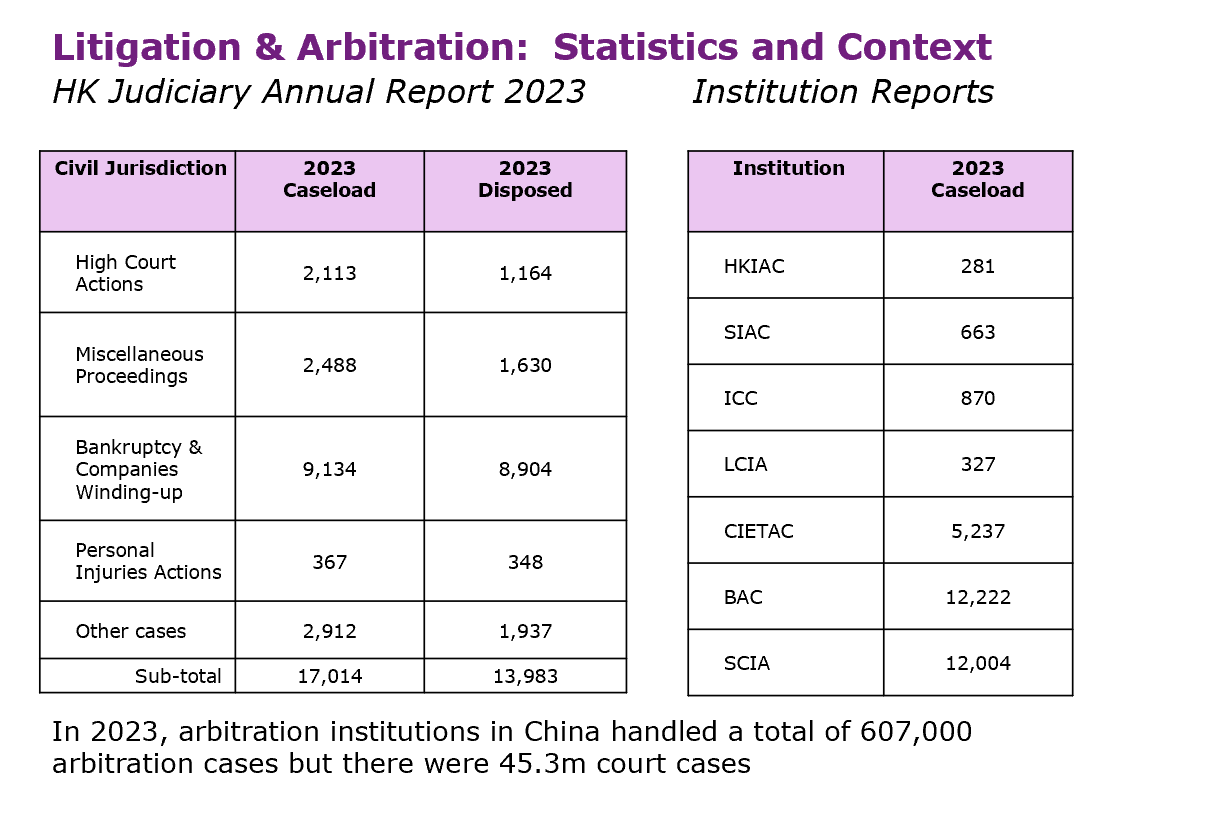 Litigation & Arbitration:  Statistics and Context
HK Judiciary Annual Report 2023
Institution Reports
Civil Jurisdiction
2023
Caseload
2023
Disposed
High Court
Actions
2,113
1,164
Miscellaneous
Proceedings
2,488
1,630
Bankruptcy &
Companies
Winding-up
9,134
8,904
Personal
Injuries Actions
367
348
Other cases
2,912
1,937
Sub-total
17,014
13,983
Institution
2023
Caseload
HKIAC
281
SIAC
663
ICC
870
LCIA
327
CIETAC
5,237
BAC
12,222
SCIA
12,004
In 2023, arbitration institutions in China handled a total of 607,000
arbitration cases but there were 45.3m court cases